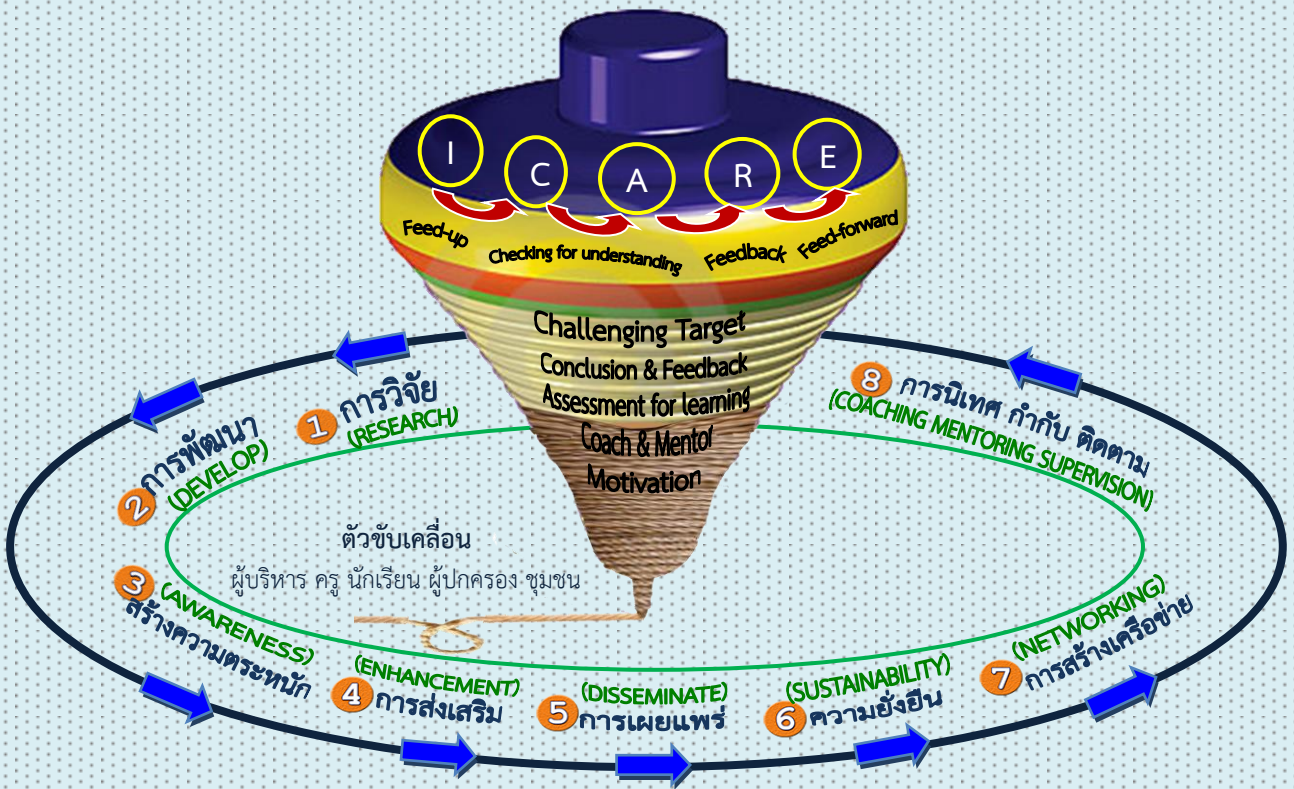 I
C
A
R
E
Feed-up
Checking for understanding
Feedback
Feed-forward
Challenging Target
Conclusion & Feedback
Assessment for learning
Coach & Mentor
Motivation
1 การวิจัย
(RESEARCH)
2 การพัฒนา
(DEVELOP)
3 (AWARENESS)
สร้างความตระหนัก
(ENHANCEMENT)
4 การส่งเสริม
(DISSEMINATE)
5 การเผยแพร่
(SUSTAINABILITY)
6 ความยั่งยืน
(NETWORKING)
7 การสร้างเครือข่าย
8 การนิเทศ กำกับ ติดตาม
(COACHING MENTORING SUPERVISION)
ตัวขับเคลื่อน
ผู้บริหาร ครู นักเรียน ผู้ปกครอง ชุมชน